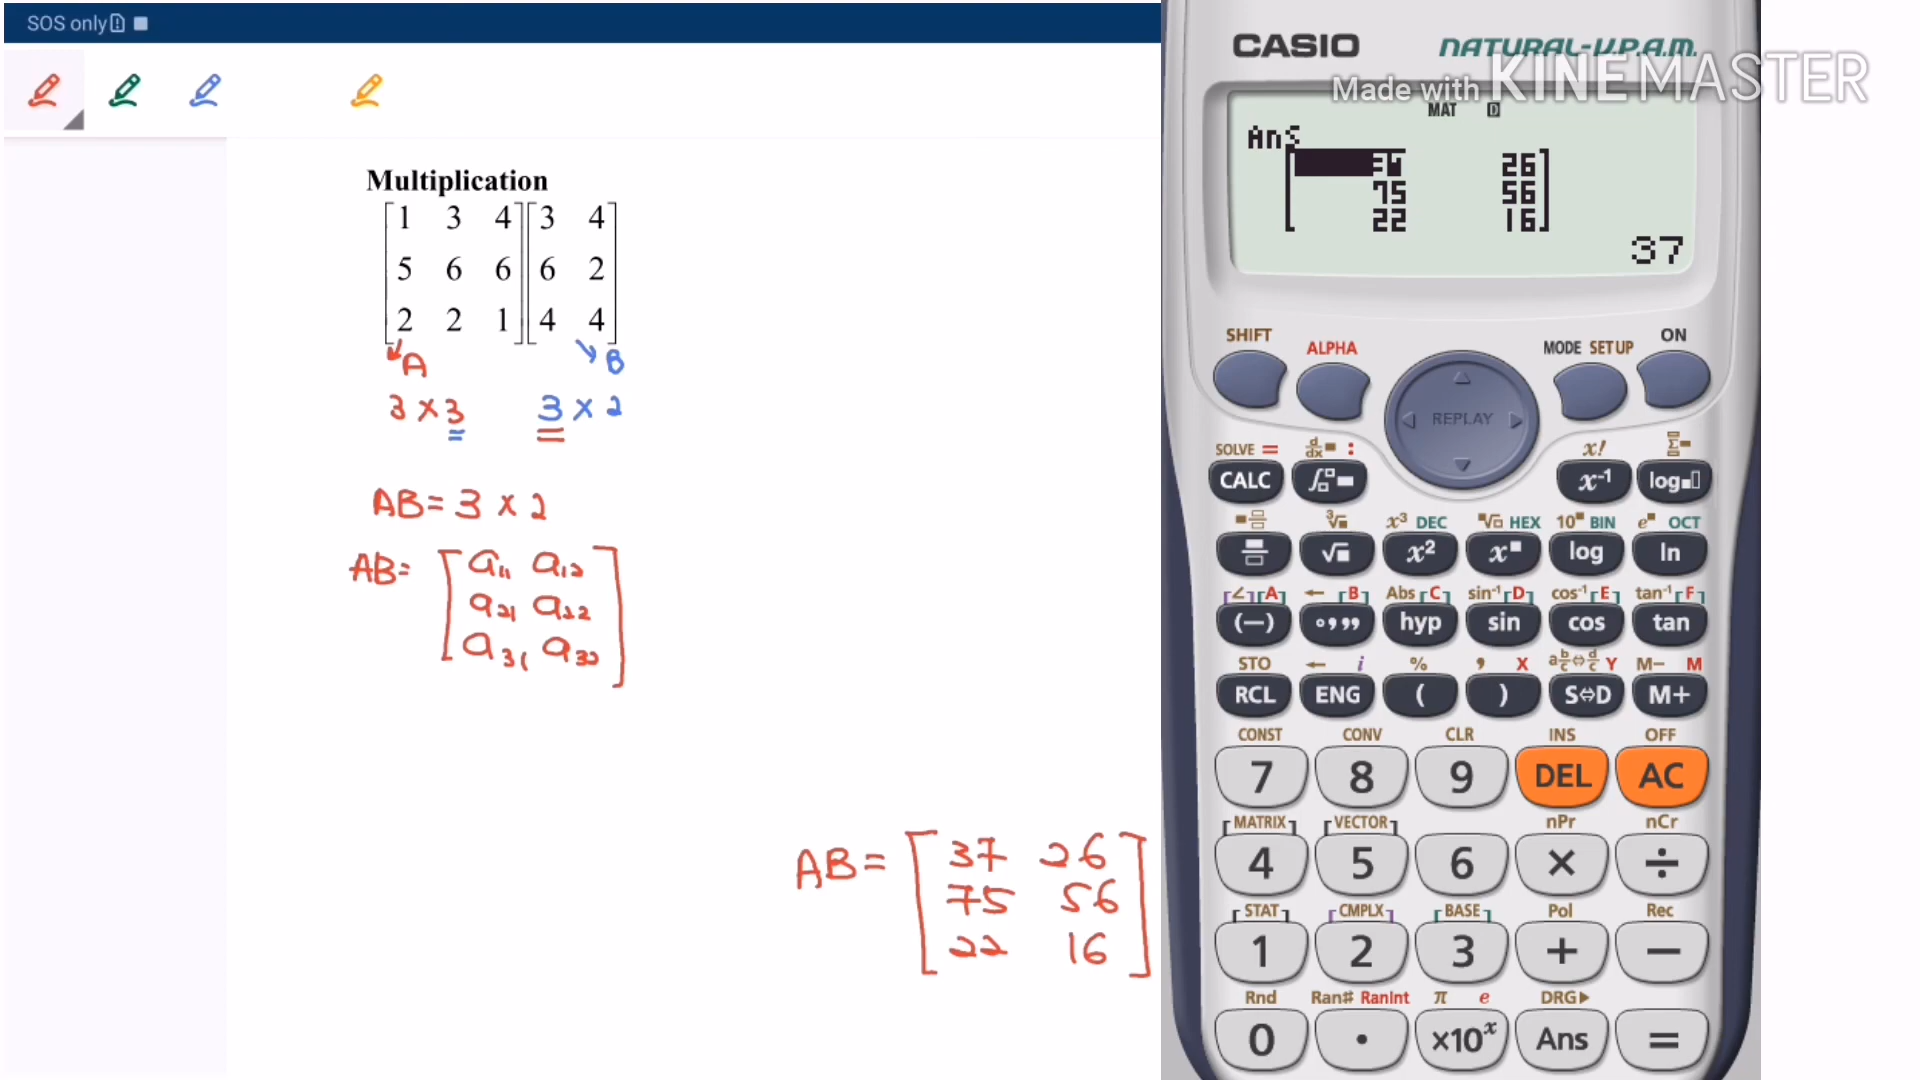 SOS only
CASIO NATURAL-V.P.A.M.
Made with KINEMASTER
MAT D
Ans
37 26
75 56
22 16
37
Multiplication
1 3 4 3 4
5 6 6 6 2
2 2 1 4 4
A B
3 × 3 3 × 2
AB = 3 × 2
AB = a11 a12
a21 a22
a31 a32
AB = 37 26
75 56
22 16
SHIFT ALPHA MODE SETUP ON
REPLAY
SOLVE = d/dx : x! Σ
CALC ∫ x⁻¹ log
³√ x³ DEC √ HEX 10 BIN e OCT
√ x² x log ln
∠ A ← B Abs C sin⁻¹ D cos⁻¹ E tan⁻¹ F
(−) °,,, hyp sin cos tan
STO ← i % , X a b/c⇔d/c Y M− M
RCL ENG ( ) S⇔D M+
CONST CONV CLR INS OFF
7 8 9 DEL AC
MATRIX VECTOR nPr nCr
4 5 6 × ÷
STAT CMPLX BASE Pol Rec
1 2 3 + −
Rnd Ran# RanInt π e DRG▶
0 . ×10ˣ Ans =